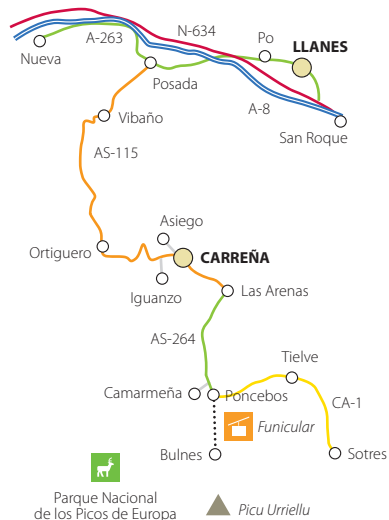 N-634
A-263
Po
LLANES
Nueva
Posada
A-8
Vibaño
San Roque
AS-115
Asiego
Ortiguero
CARREÑA
Iguanzo
Las Arenas
AS-264
Tielve
Camarmeña
Poncebos
CA-1
Funicular
Bulnes
Sotres
Parque Nacional
de los Picos de Europa
Picu Urriellu